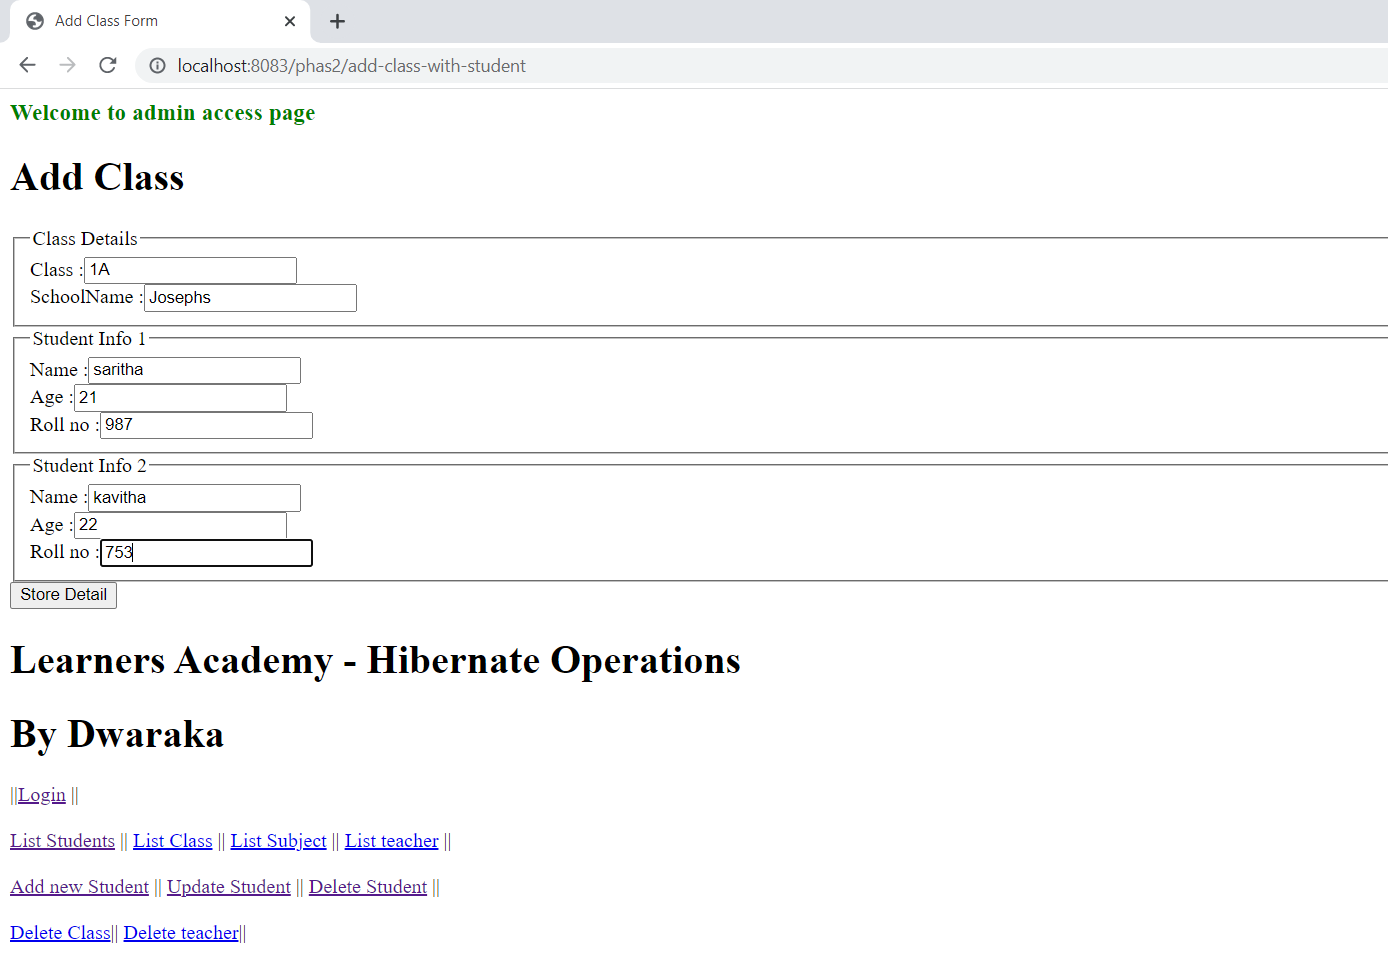 Add Class Form
localhost:8083/phas2/add-class-with-student
Welcome to admin access page
Add Class
Class Details
Class :1A
SchoolName :Josephs
Student Info 1
Name :saritha
Age :21
Roll no :987
Student Info 2
Name :kavitha
Age :22
Roll no :753
Store Detail
Learners Academy - Hibernate Operations
By Dwaraka
||Login ||
List Students || List Class || List Subject || List teacher ||
Add new Student || Update Student || Delete Student ||
Delete Class|| Delete teacher||